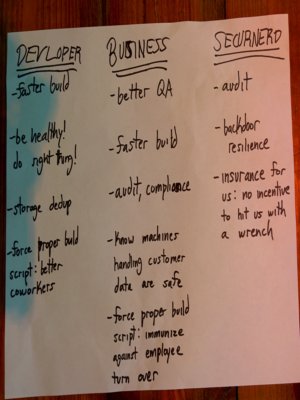 DEVLOPER
-faster build
-be healthy!
do right thing!
-storage dedup
-force proper build
script: better
coworkers
BUSINESS
-better QA
-faster build
-audit, compliance
-Know machines
handing customer
data are safe
-force proper build
script: immunize
against employee
turn over
SECURNERD
-audit
-backdoor
resilience
-insurance for
us: no incentive
to hit us with
a wrench